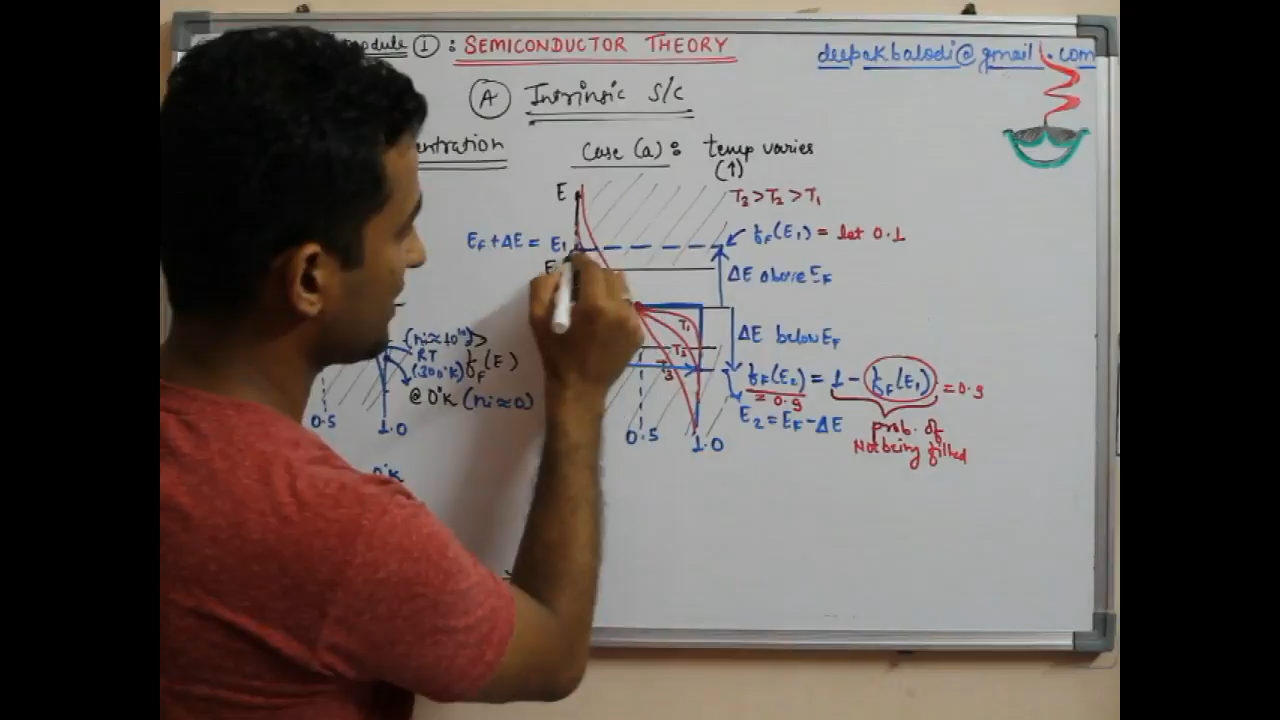 module 1 : SEMICONDUCTOR THEORY
deepakbalodi@gmail.com
A Intrinsic S/C
entration
Case (a): temp varies
(↑)
E
T3 > T2 > T1
EF + ΔE = E1
fF(E1) = let 0.1
ΔE above EF
T1
ΔE below EF
T2
T3
(ni ≈ 10¹⁰)
RT
(300°K)
fF(E)
@ 0°K (ni ≈ 0)
fF(E2) = 1 - fF(E1) = 0.9
= 0.9
E2 = EF - ΔE
prob. of
Not being filled
0.5
1.0
0.5
1.0
0°K